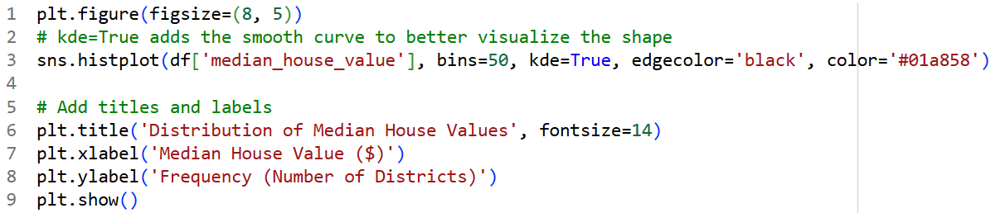 1 plt.figure(figsize=(8, 5))
2 # kde=True adds the smooth curve to better visualize the shape
3 sns.histplot(df['median_house_value'], bins=50, kde=True, edgecolor='black', color='#01a858')
4
5 # Add titles and labels
6 plt.title('Distribution of Median House Values', fontsize=14)
7 plt.xlabel('Median House Value ($)')
8 plt.ylabel('Frequency (Number of Districts)')
9 plt.show()